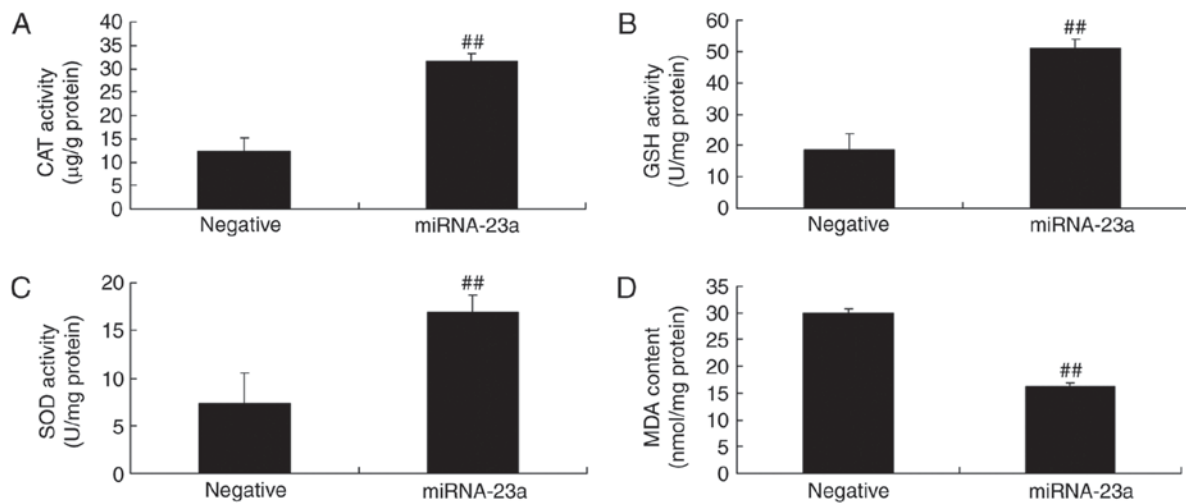 A
CAT activity
(μg/g protein)
40
35
30
25
20
15
10
5
0
##
Negative
miRNA-23a
B
GSH activity
(U/mg protein)
60
50
40
30
20
10
0
##
Negative
miRNA-23a
C
SOD activity
(U/mg protein)
20
15
10
5
0
##
Negative
miRNA-23a
D
MDA content
(nmol/mg protein)
35
30
25
20
15
10
5
0
##
Negative
miRNA-23a